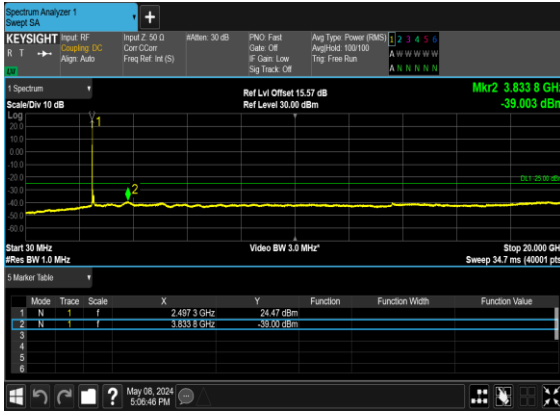 Spectrum Analyzer 1
Swept SA
+
KEYSIGHT Input: RF Input Z: 50 Ω #Atten: 30 dB PNO: Fast Avg Type: Power (RMS) 1 2 3 4 5 6
R T Coupling: DC Corr CCorr Gate: Off Avg|Hold: 100/100 A W W W W W
Align: Auto Freq Ref: Int (S) IF Gain: Low Trig: Free Run
Sig Track: Off A N N N N N
1 Spectrum Ref Lvl Offset 15.57 dB Mkr2 3.833 8 GHz
Scale/Div 10 dB Ref Level 30.00 dBm -39.003 dBm
Log
20.0
1
10.0
0.00
-10.0
-20.0
DL1 -25.00 dBm
-30.0
2
-40.0
-50.0
-60.0
Start 30 MHz Video BW 3.0 MHz* Stop 20.000 GHz
#Res BW 1.0 MHz Sweep 34.7 ms (40001 pts)
5 Marker Table
Mode Trace Scale X Y Function Function Width Function Value
1 N 1 f 2.497 3 GHz 24.47 dBm
2 N 1 f 3.833 8 GHz -39.00 dBm
3
4
5
6
? May 08, 2024
5:06:46 PM